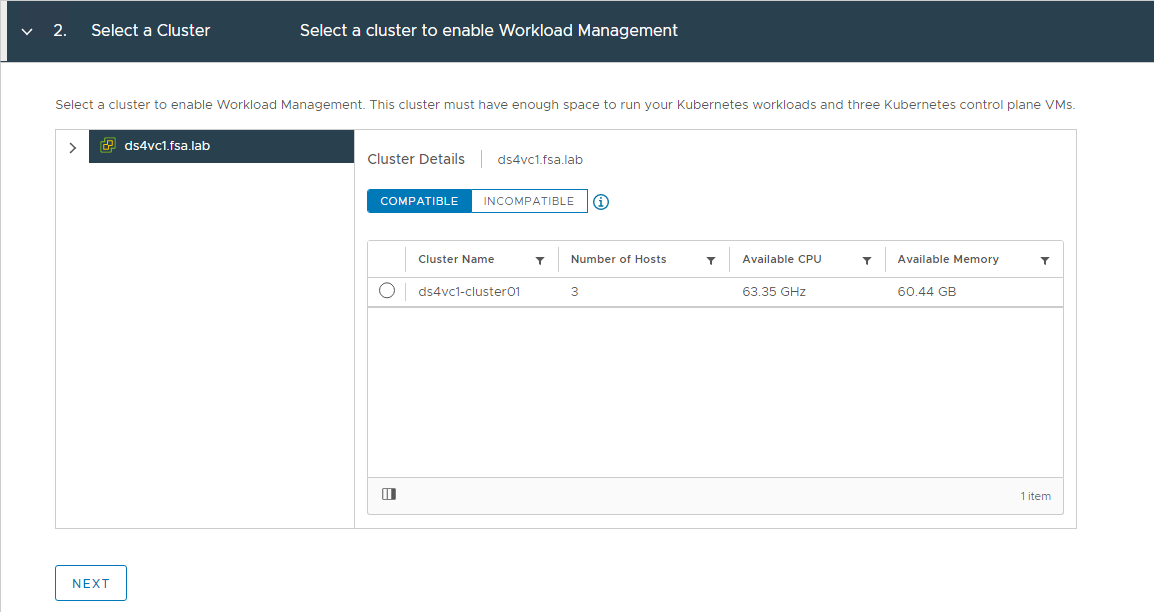 2. Select a Cluster Select a cluster to enable Workload Management
Select a cluster to enable Workload Management. This cluster must have enough space to run your Kubernetes workloads and three Kubernetes control plane VMs.
ds4vc1.fsa.lab
Cluster Details ds4vc1.fsa.lab
COMPATIBLE INCOMPATIBLE
Cluster Name Number of Hosts Available CPU Available Memory
ds4vc1-cluster01 3 63.35 GHz 60.44 GB
1 item
NEXT